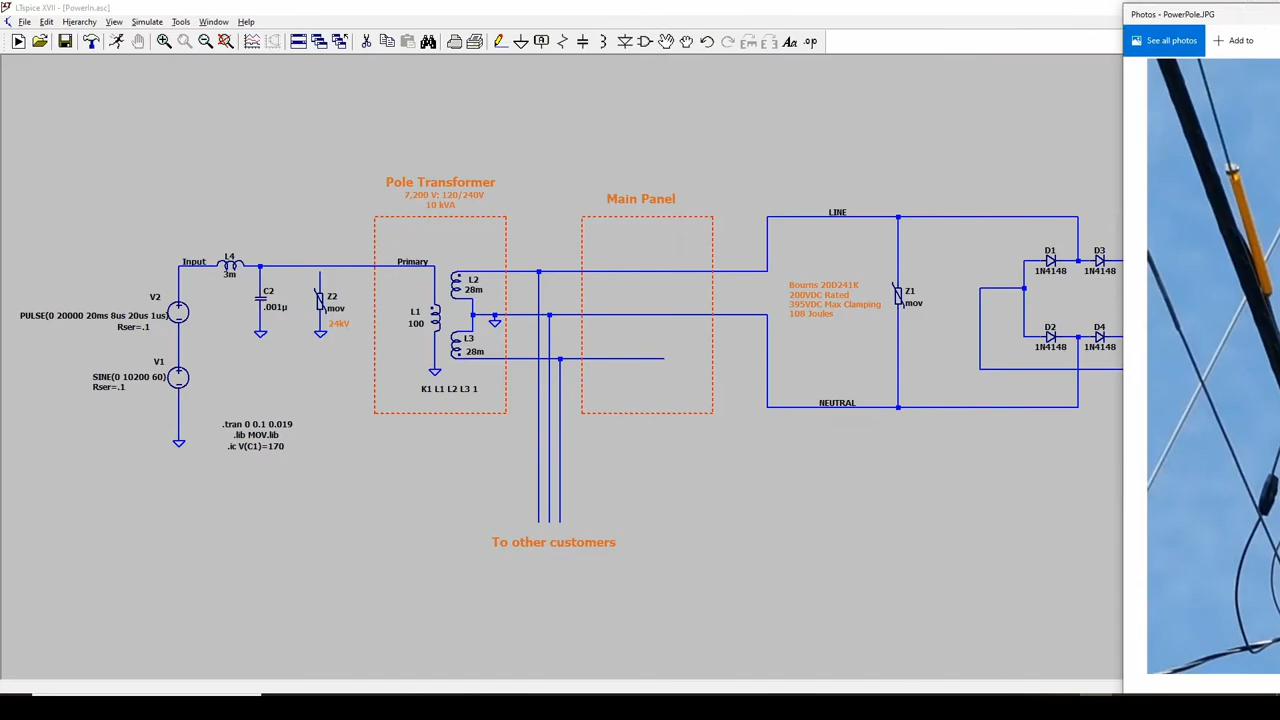 LTspice XVII - [PowerIn.asc]
File Edit Hierarchy View Simulate Tools Window Help
Photos - PowerPole.JPG
See all photos
Add to
Pole Transformer
7,200 V: 120/240V
10 kVA
Main Panel
LINE
Input
L4
3m
C2
.001µ
Z2
mov
24kV
Primary
L1
100
L2
28m
L3
28m
K1 L1 L2 L3 1
V2
PULSE(0 20000 20ms 8us 20us 1us)
Rser=.1
V1
SINE(0 10200 60)
Rser=.1
.tran 0 0.1 0.019
.lib MOV.lib
.ic V(C1)=170
Bourns 20D241K
200VDC Rated
395VDC Max Clamping
108 Joules
Z1
mov
D1
1N4148
D3
1N4148
D2
1N4148
D4
1N4148
NEUTRAL
To other customers